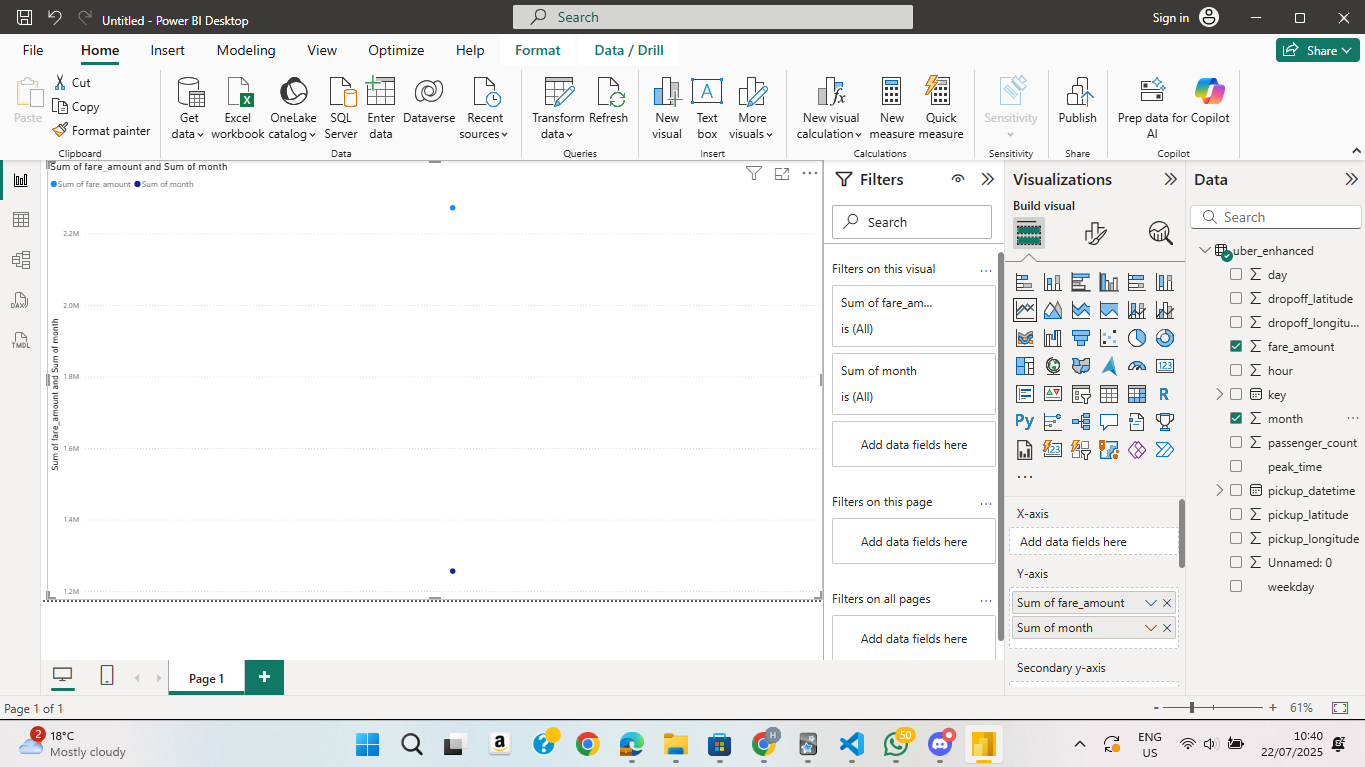 Untitled - Power BI Desktop
Search
Sign in
File Home Insert Modeling View Optimize Help Format Data / Drill
Share
Paste
Cut
Copy
Format painter
Clipboard
Get data
Excel workbook
OneLake catalog
SQL Server
Enter data
Dataverse
Recent sources
Data
Transform data
Refresh
Queries
New visual
Text box
More visuals
Insert
New visual calculation
New measure
Quick measure
Calculations
Sensitivity
Sensitivity
Publish
Share
Prep data for AI
Copilot
Copilot
DAX
TMDL
Sum of fare_amount and Sum of month
Sum of fare_amount Sum of month
Sum of fare_amount and Sum of month
2.2M
2.0M
1.8M
1.6M
1.4M
1.2M
Filters
Search
Filters on this visual
Sum of fare_am...
is (All)
Sum of month
is (All)
Add data fields here
Filters on this page
Add data fields here
Filters on all pages
Add data fields here
Visualizations
Build visual
123
R
Py
123
X-axis
Add data fields here
Y-axis
Sum of fare_amount
Sum of month
Secondary y-axis
Data
Search
uber_enhanced
day
dropoff_latitude
dropoff_longitu...
fare_amount
hour
key
month
passenger_count
peak_time
pickup_datetime
pickup_latitude
pickup_longitude
Unnamed: 0
weekday
Page 1
Page 1 of 1
- + 61%
2
18°C
Mostly cloudy
a
H
50
ENG
US
10:40
22/07/2025